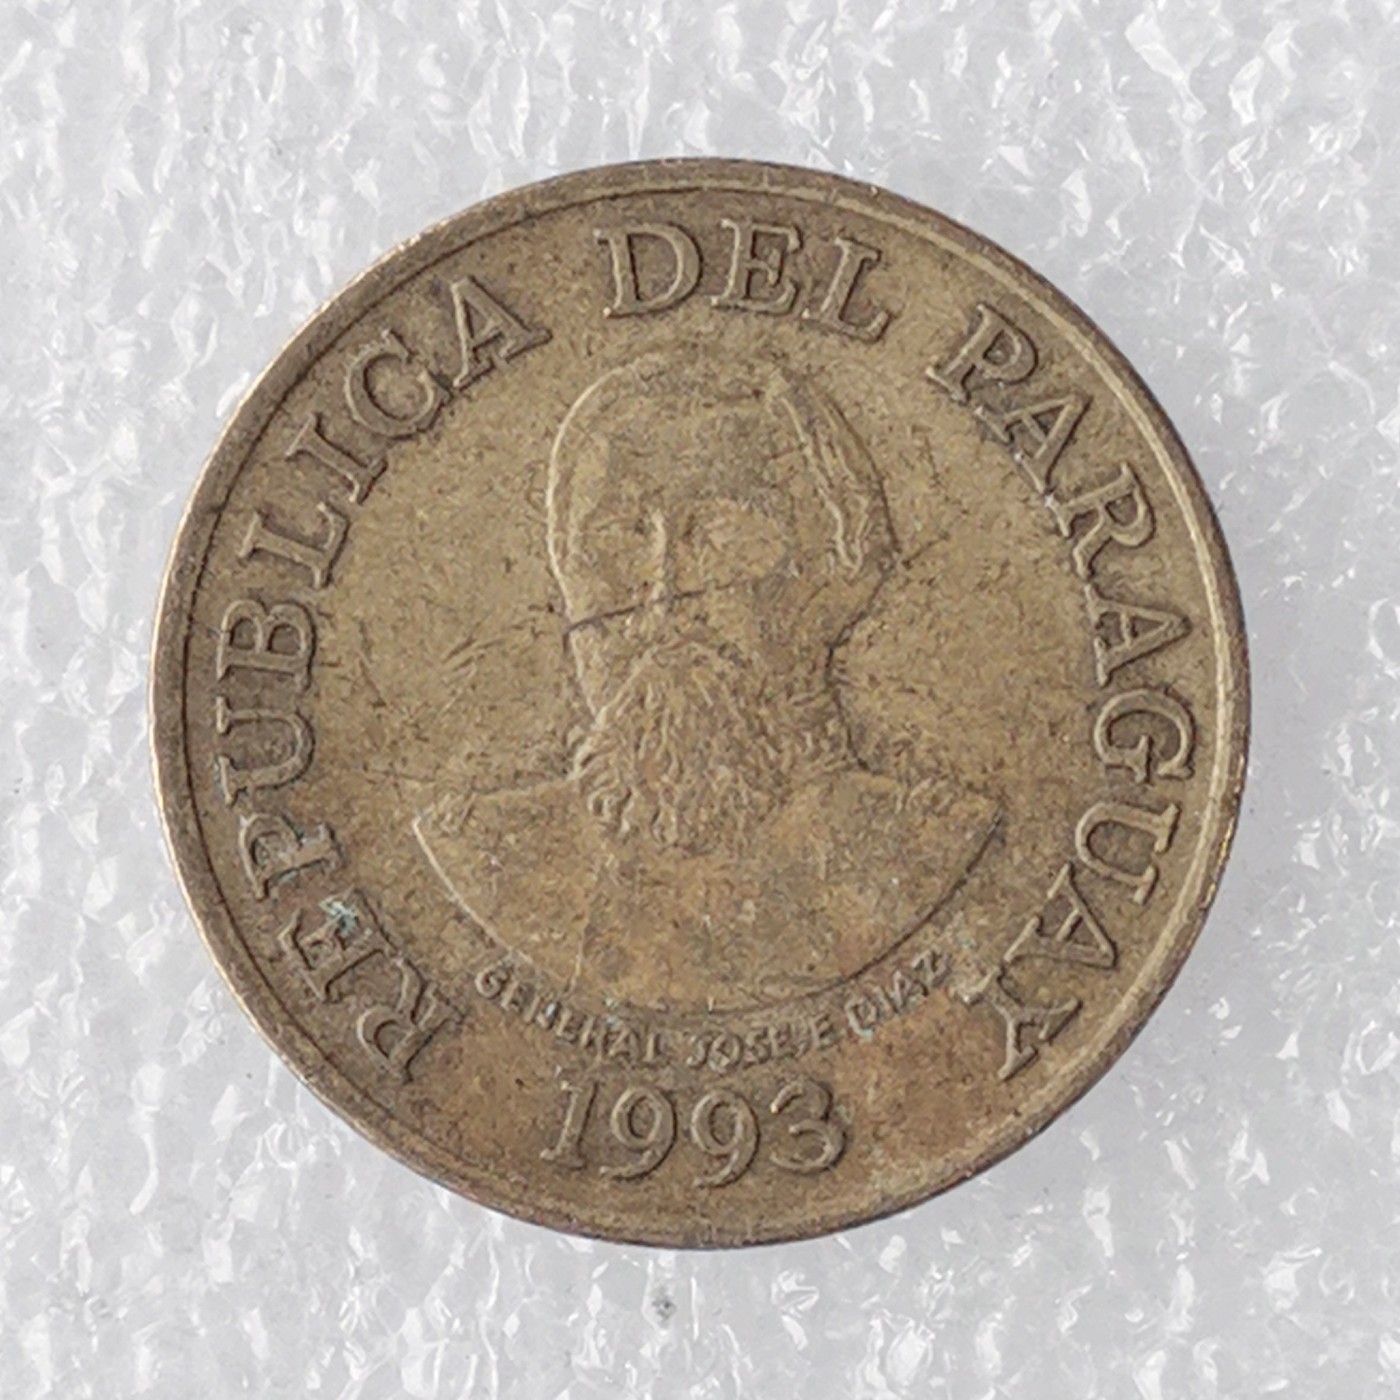 REPUBLICA DEL PARAGUAY
GENERAL JOSE E DIAZ
1993